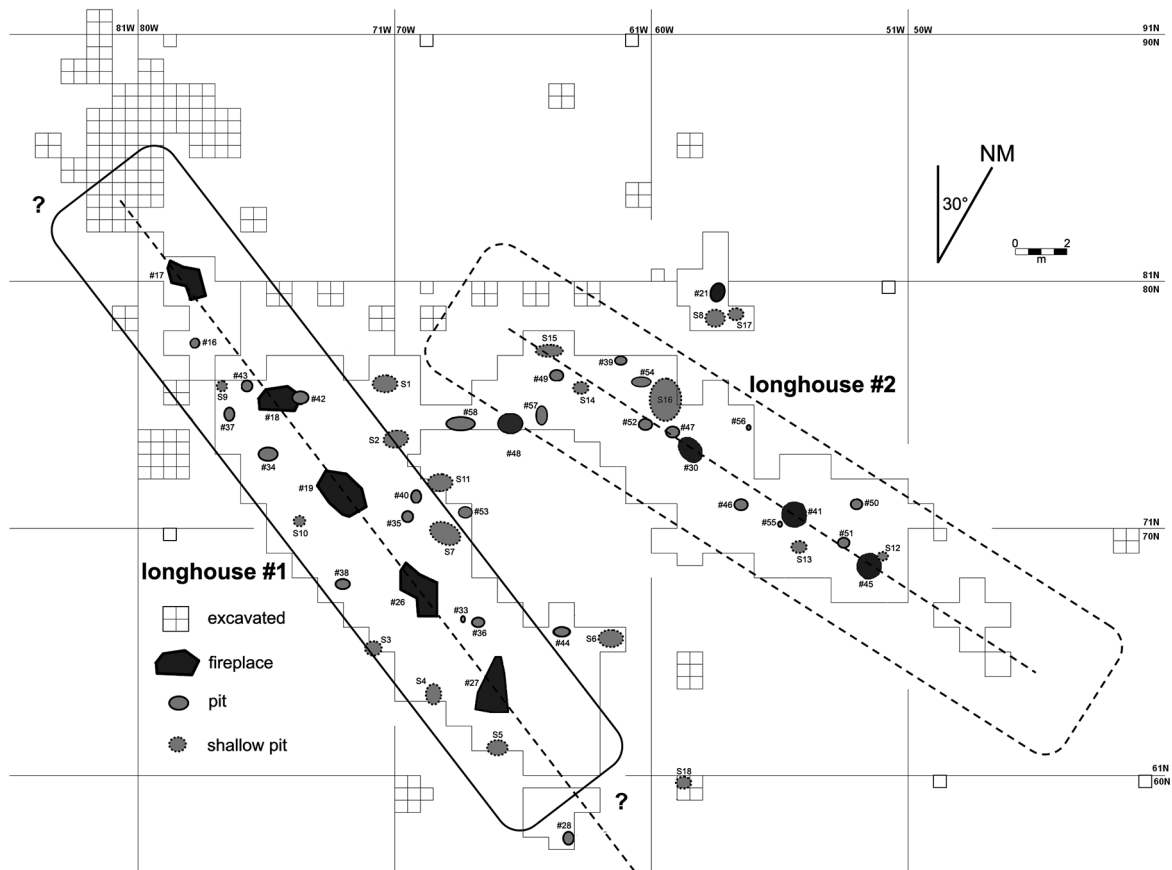 81W 80W
71W 70W
61W 60W
51W 50W
91N
90N
NM
30°
0 2
m
?
#17
81N
80N
#21
S8
S17
#16
S15
#39
#49
#54
longhouse #2
S9
#43
S1
S14
S16
#42
#18
#37
#58
#57
#52
#47
#56
S2
#48
#30
#34
#19
S11
#40
#46
#50
#35
#53
#55
#41
S10
S7
71N
70N
#51
S13
S12
longhouse #1
#38
#26
#45
excavated
#33
#36
#44
S6
S3
fireplace
#27
S4
pit
S5
shallow pit
S18
61N
60N
?
#28